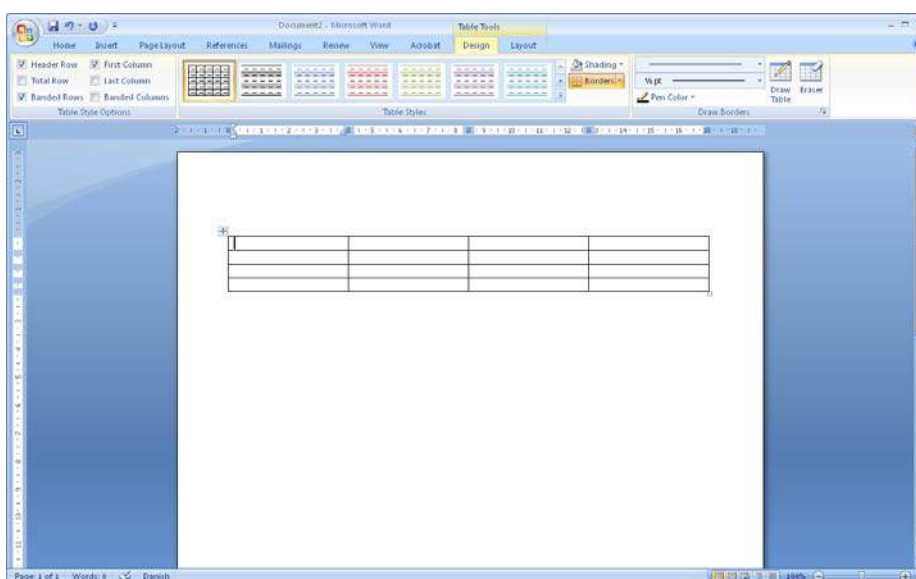 Document2 - Microsoft Word Table Tools
Home Insert Page Layout References Mailings Review View Acrobat Design Layout
Header Row First Column Shading
Total Row Last Column Borders ½ pt Draw Table Eraser
Banded Rows Banded Columns Pen Color
Table Style Options Table Styles Draw Borders
Page: 1 of 1 Words: 0 Danish 100%